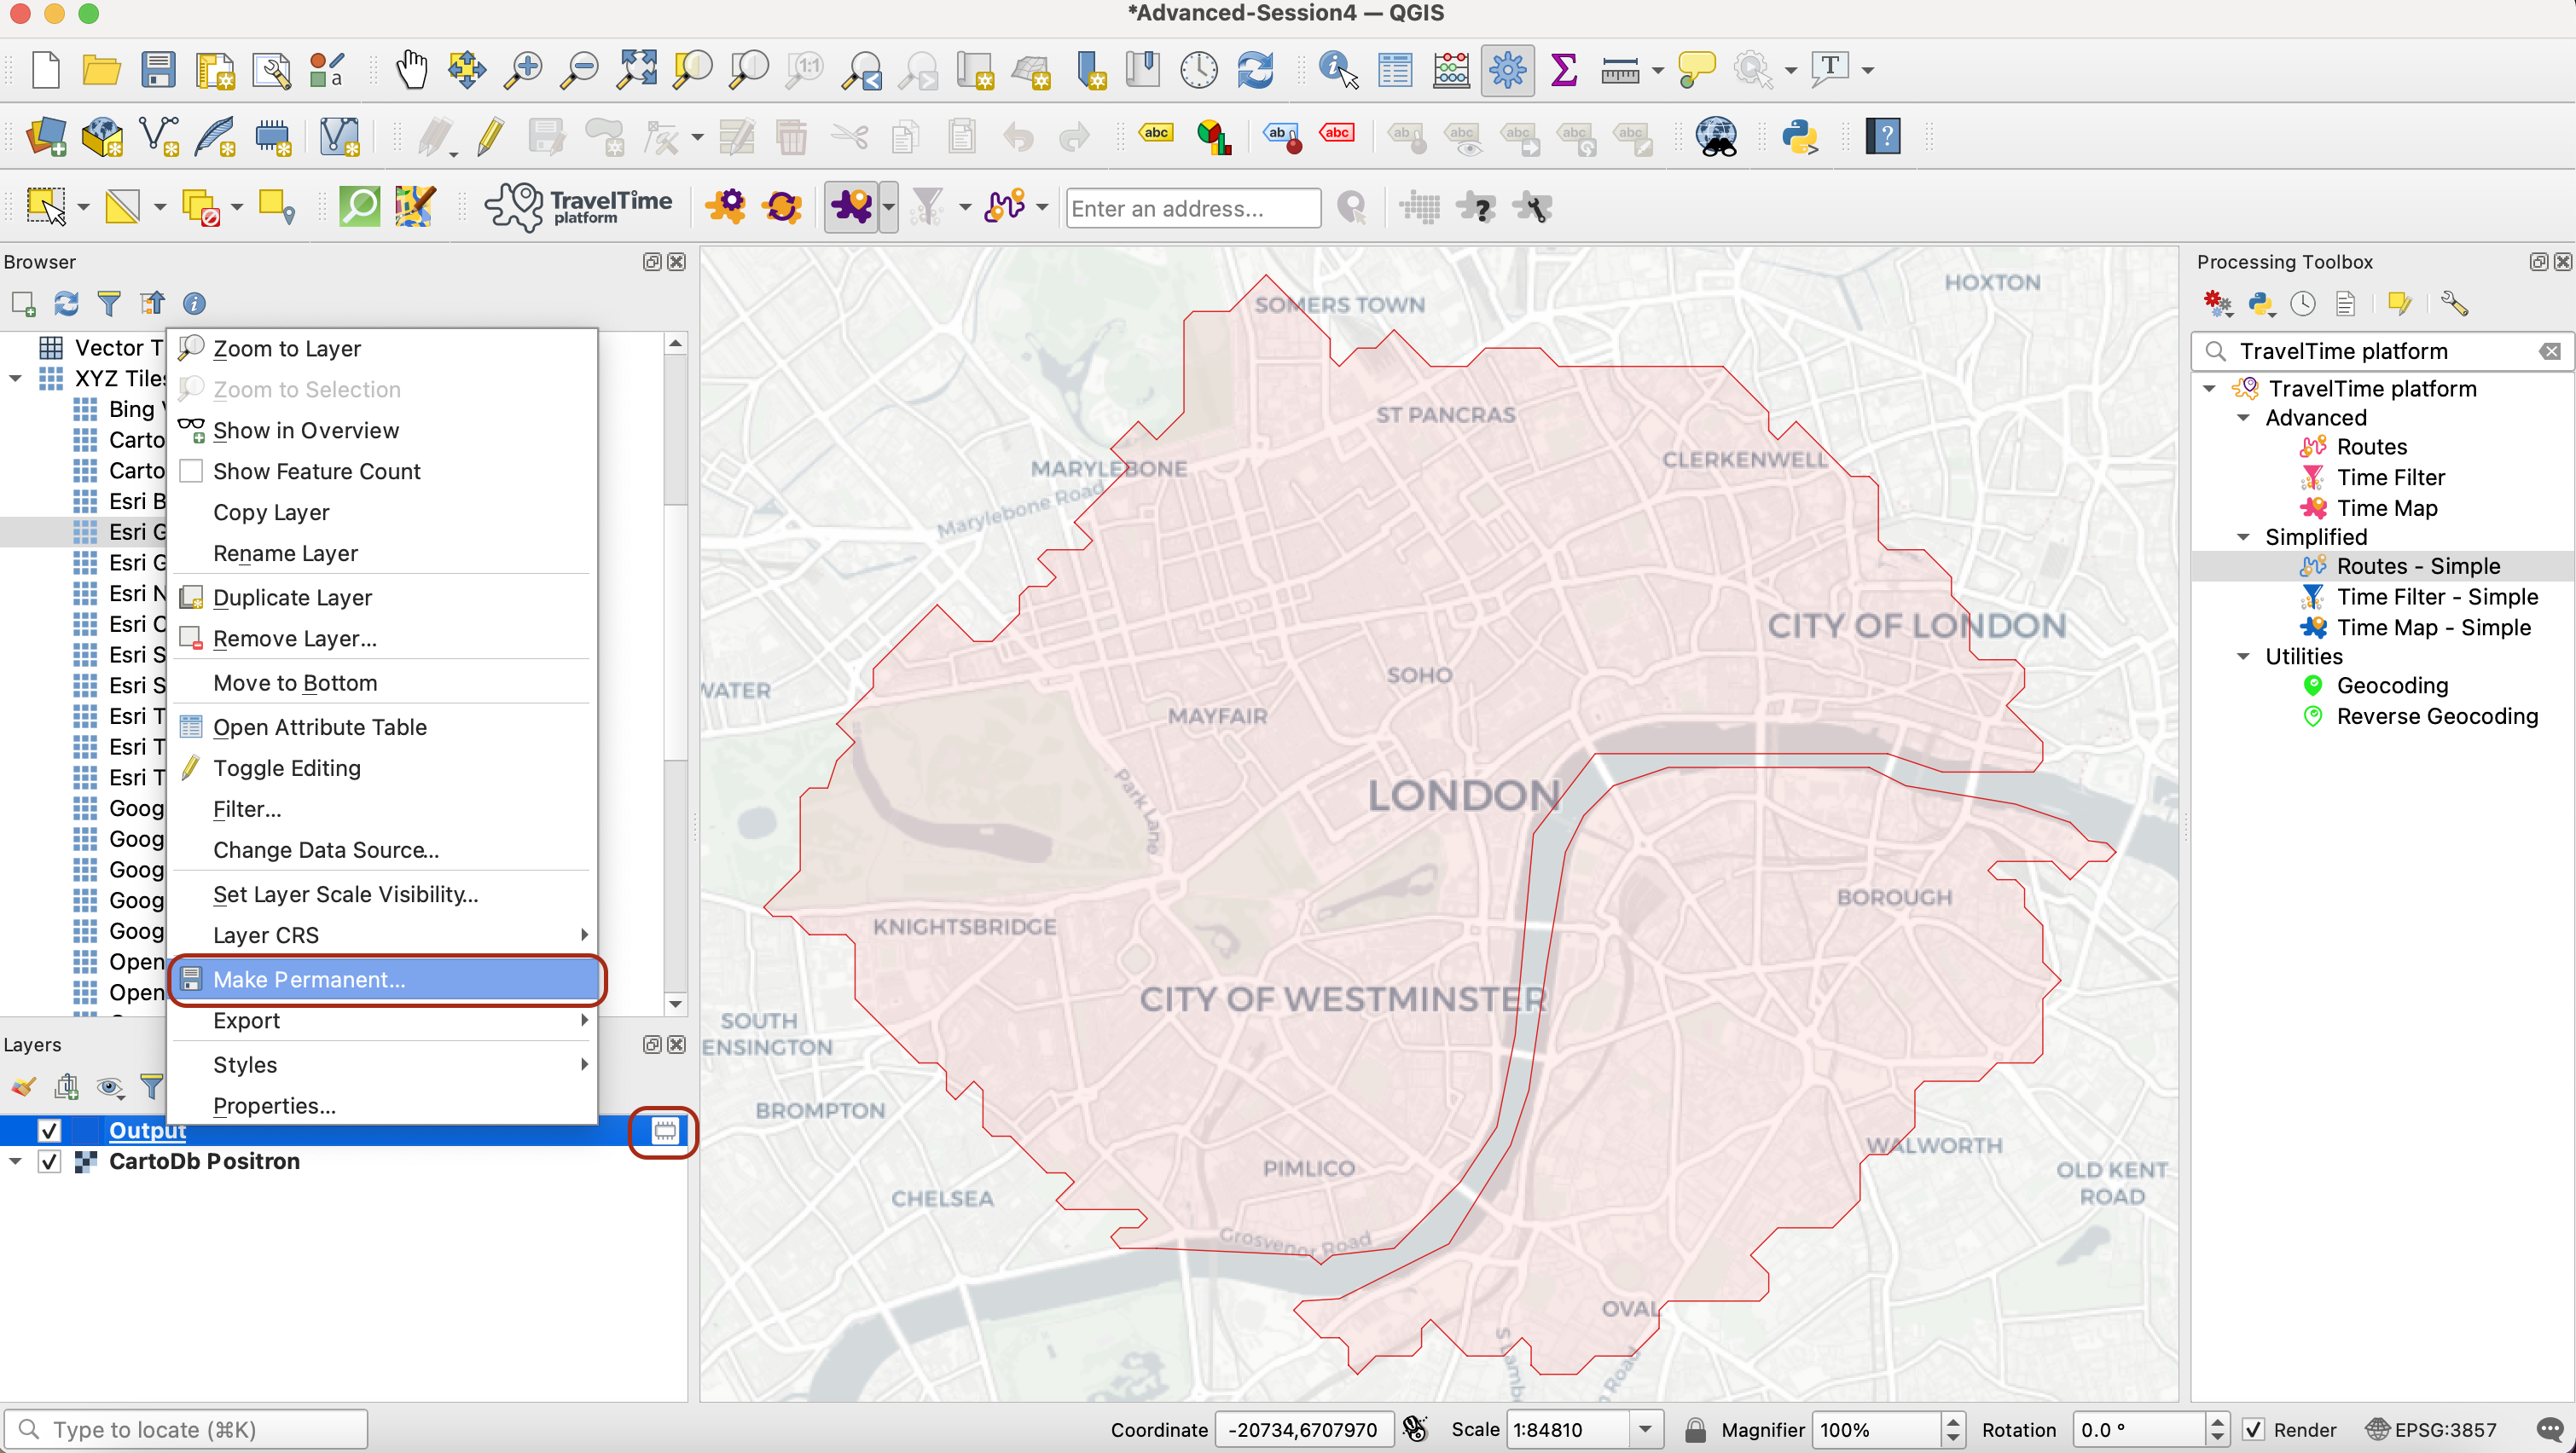 *Advanced-Session4 — QGIS
TravelTime
platform
Enter an address...
Browser
Vector T
XYZ Tiles
Bing
Carto
Carto
Esri B
Esri G
Esri G
Esri N
Esri O
Esri S
Esri S
Esri T
Esri T
Esri T
Goog
Goog
Goog
Goog
Goog
Open
Open
Zoom to Layer
Zoom to Selection
Show in Overview
Show Feature Count
Copy Layer
Rename Layer
Duplicate Layer
Remove Layer...
Move to Bottom
Open Attribute Table
Toggle Editing
Filter...
Change Data Source...
Set Layer Scale Visibility...
Layer CRS
Make Permanent...
Export
Styles
Properties...
Layers
Output
CartoDb Positron
SOMERS TOWN
HOXTON
ST PANCRAS
MARYLEBONE
Marylebone Road
CLERKENWELL
CITY OF LONDON
WATER
SOHO
MAYFAIR
Park Lane
LONDON
BOROUGH
KNIGHTSBRIDGE
CITY OF WESTMINSTER
SOUTH
ENSINGTON
BROMPTON
WALWORTH
PIMLICO
OLD KENT
ROAD
CHELSEA
Grosvenor Road
OVAL
S Lamb
n Road
Processing Toolbox
TravelTime platform
TravelTime platform
Advanced
Routes
Time Filter
Time Map
Simplified
Routes - Simple
Time Filter - Simple
Time Map - Simple
Utilities
Geocoding
Reverse Geocoding
Type to locate (⌘K)
Coordinate -20734,6707970 Scale 1:84810 Magnifier 100% Rotation 0.0 ° Render EPSG:3857